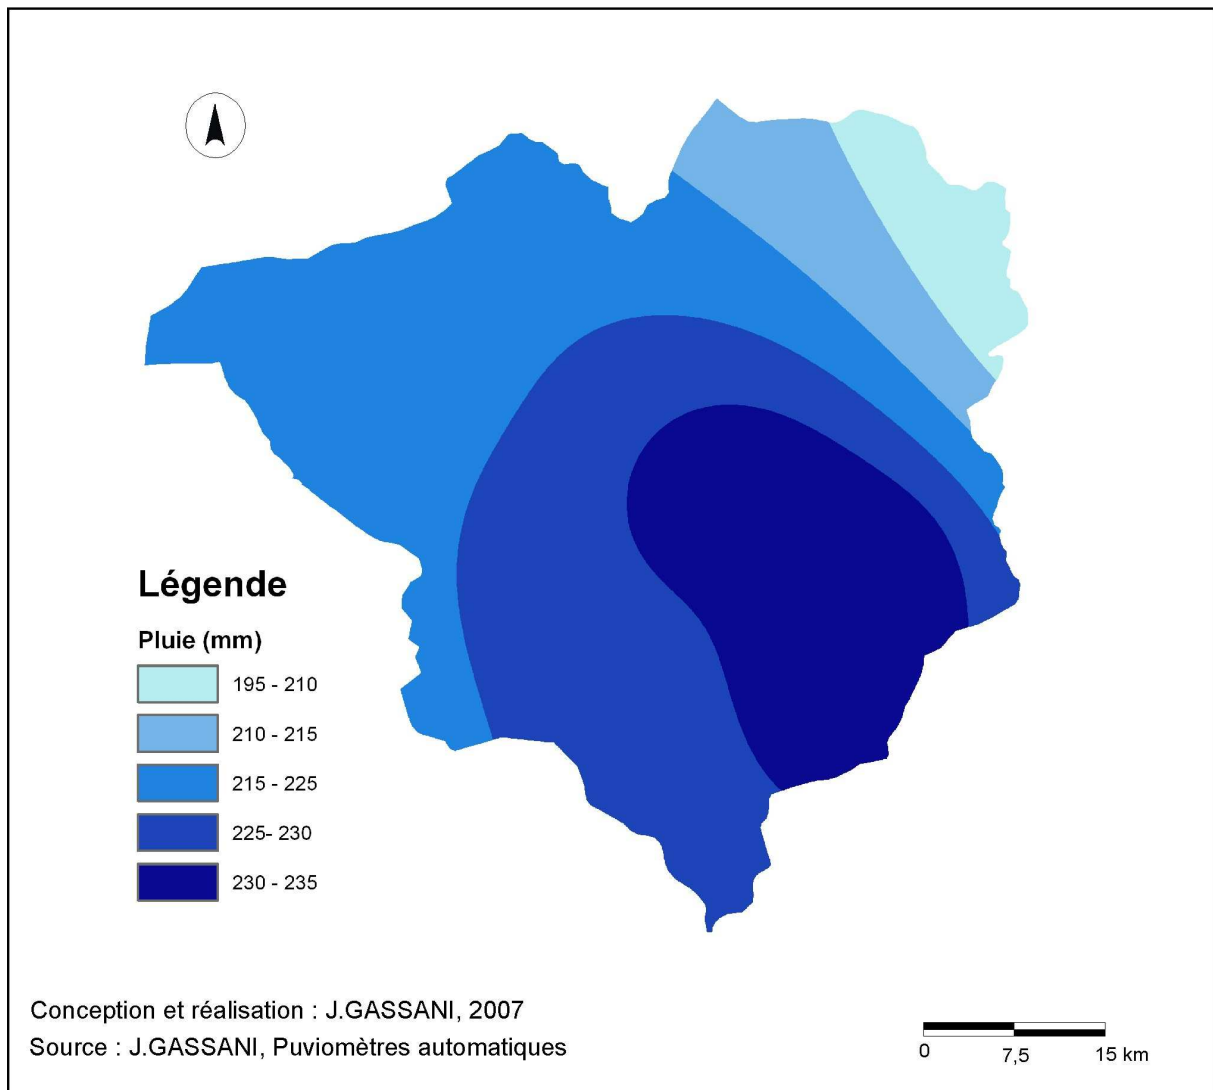 Légende
Pluie (mm)
195 - 210
210 - 215
215 - 225
225- 230
230 - 235
Conception et réalisation : J.GASSANI, 2007
Source : J.GASSANI, Puviomètres automatiques
0 7,5 15 km